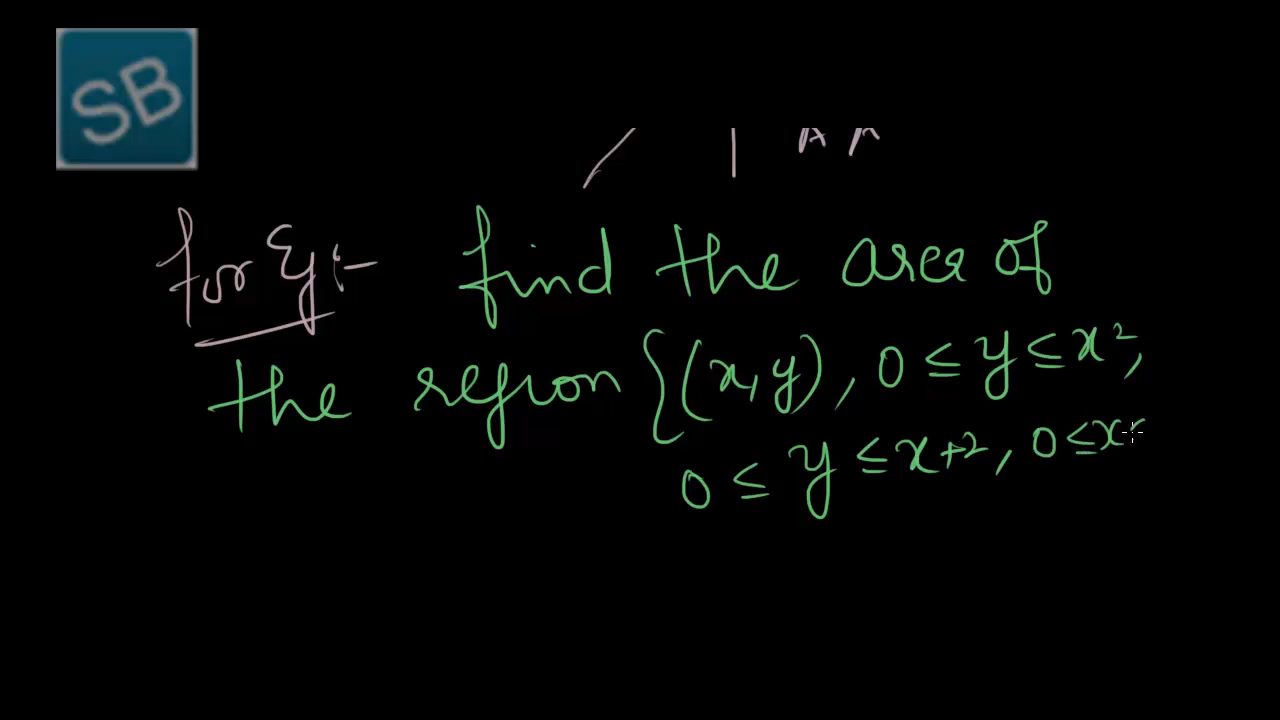 SB
for Eg:-  find the area of
the region {(x,y), 0 ≤ y ≤ x²,
0 ≤ y ≤ x+2, 0 ≤ x